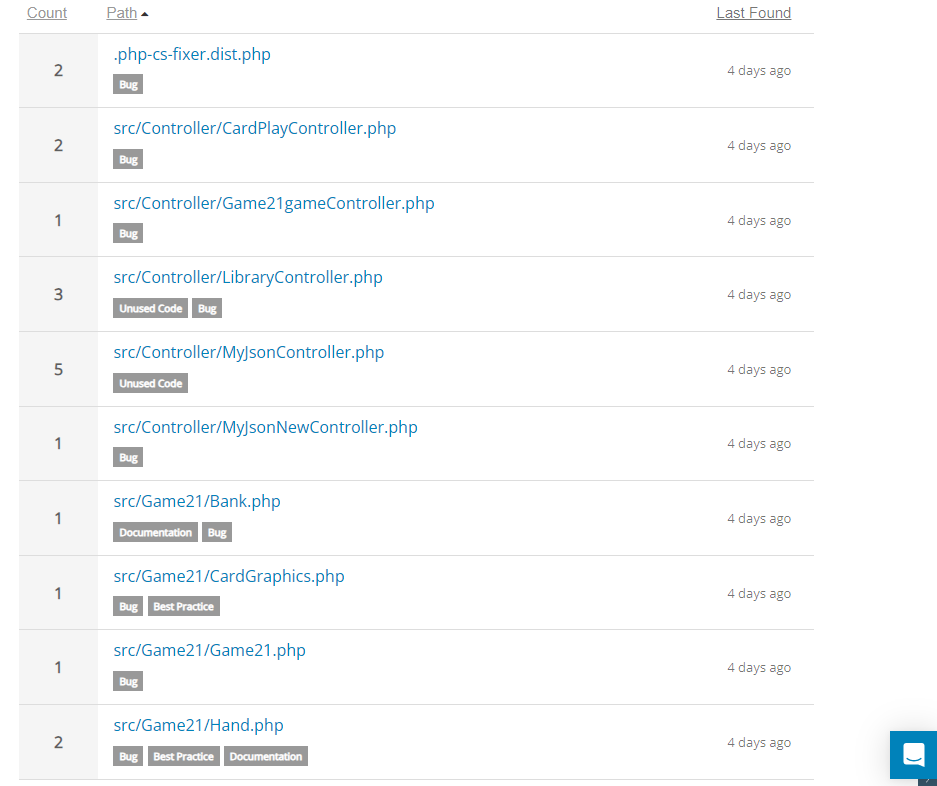 Count Path Last Found
.php-cs-fixer.dist.php
2 4 days ago
Bug
src/Controller/CardPlayController.php
2 4 days ago
Bug
src/Controller/Game21gameController.php
1 4 days ago
Bug
src/Controller/LibraryController.php
3 4 days ago
Unused Code Bug
src/Controller/MyJsonController.php
5 4 days ago
Unused Code
src/Controller/MyJsonNewController.php
1 4 days ago
Bug
src/Game21/Bank.php
1 4 days ago
Documentation Bug
src/Game21/CardGraphics.php
1 4 days ago
Bug Best Practice
src/Game21/Game21.php
1 4 days ago
Bug
src/Game21/Hand.php
2 4 days ago
Bug Best Practice Documentation